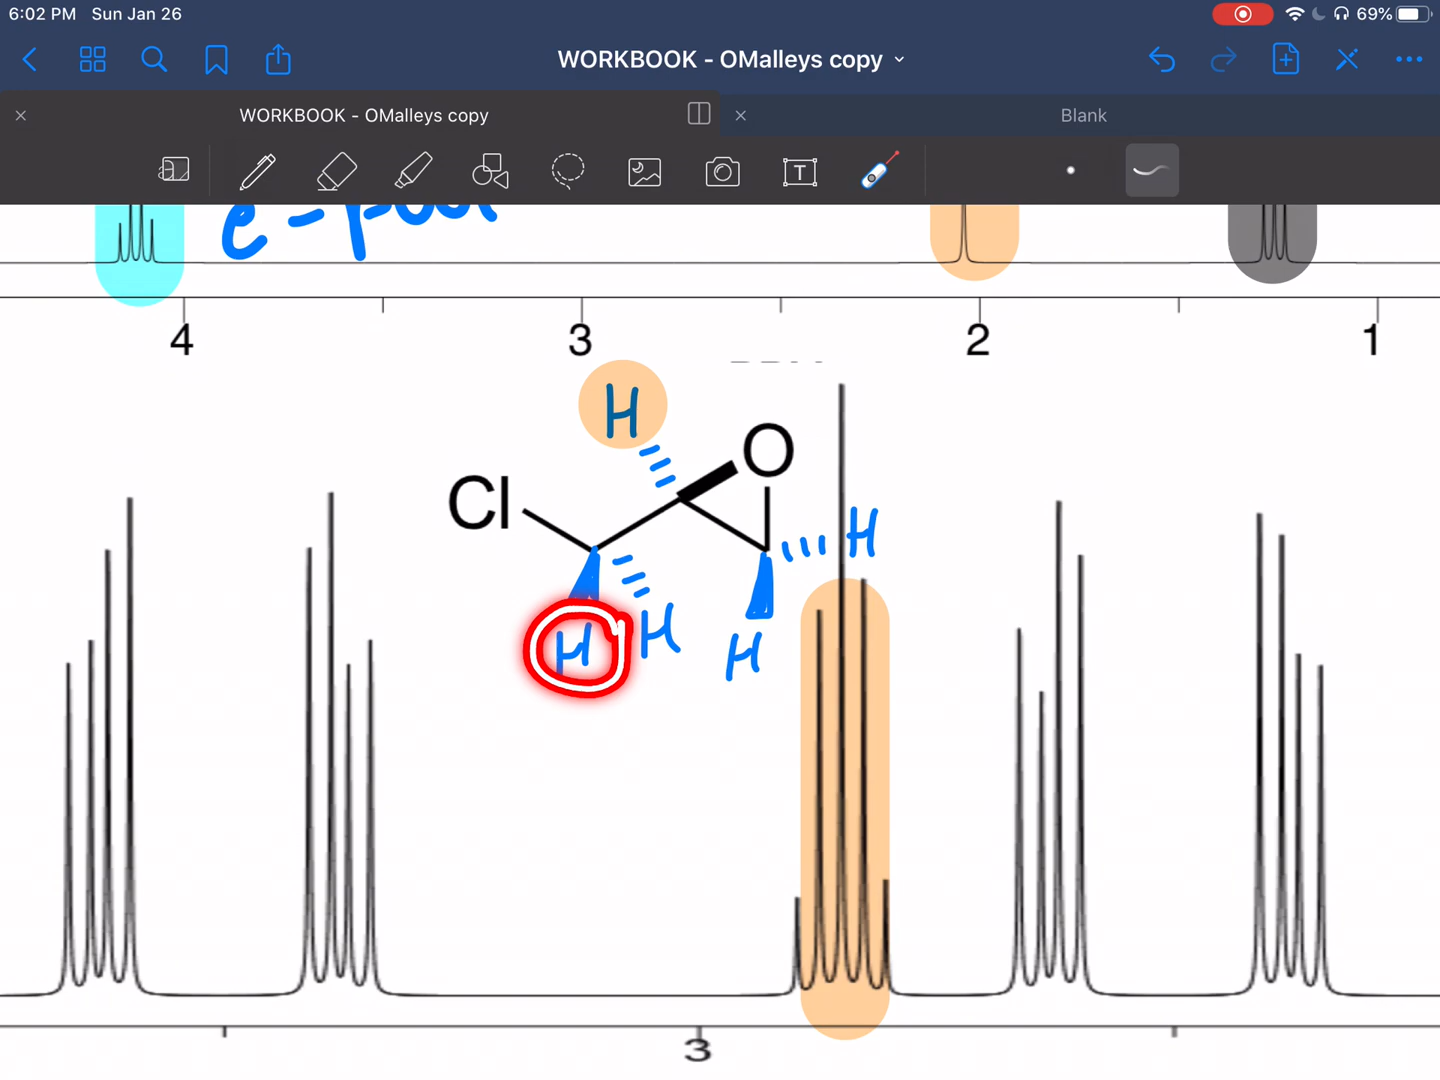 6:02 PM Sun Jan 26 69%
WORKBOOK - OMalleys copy
WORKBOOK - OMalleys copy Blank
T
4 3 2 1
H
O
Cl
H
H H
H
3